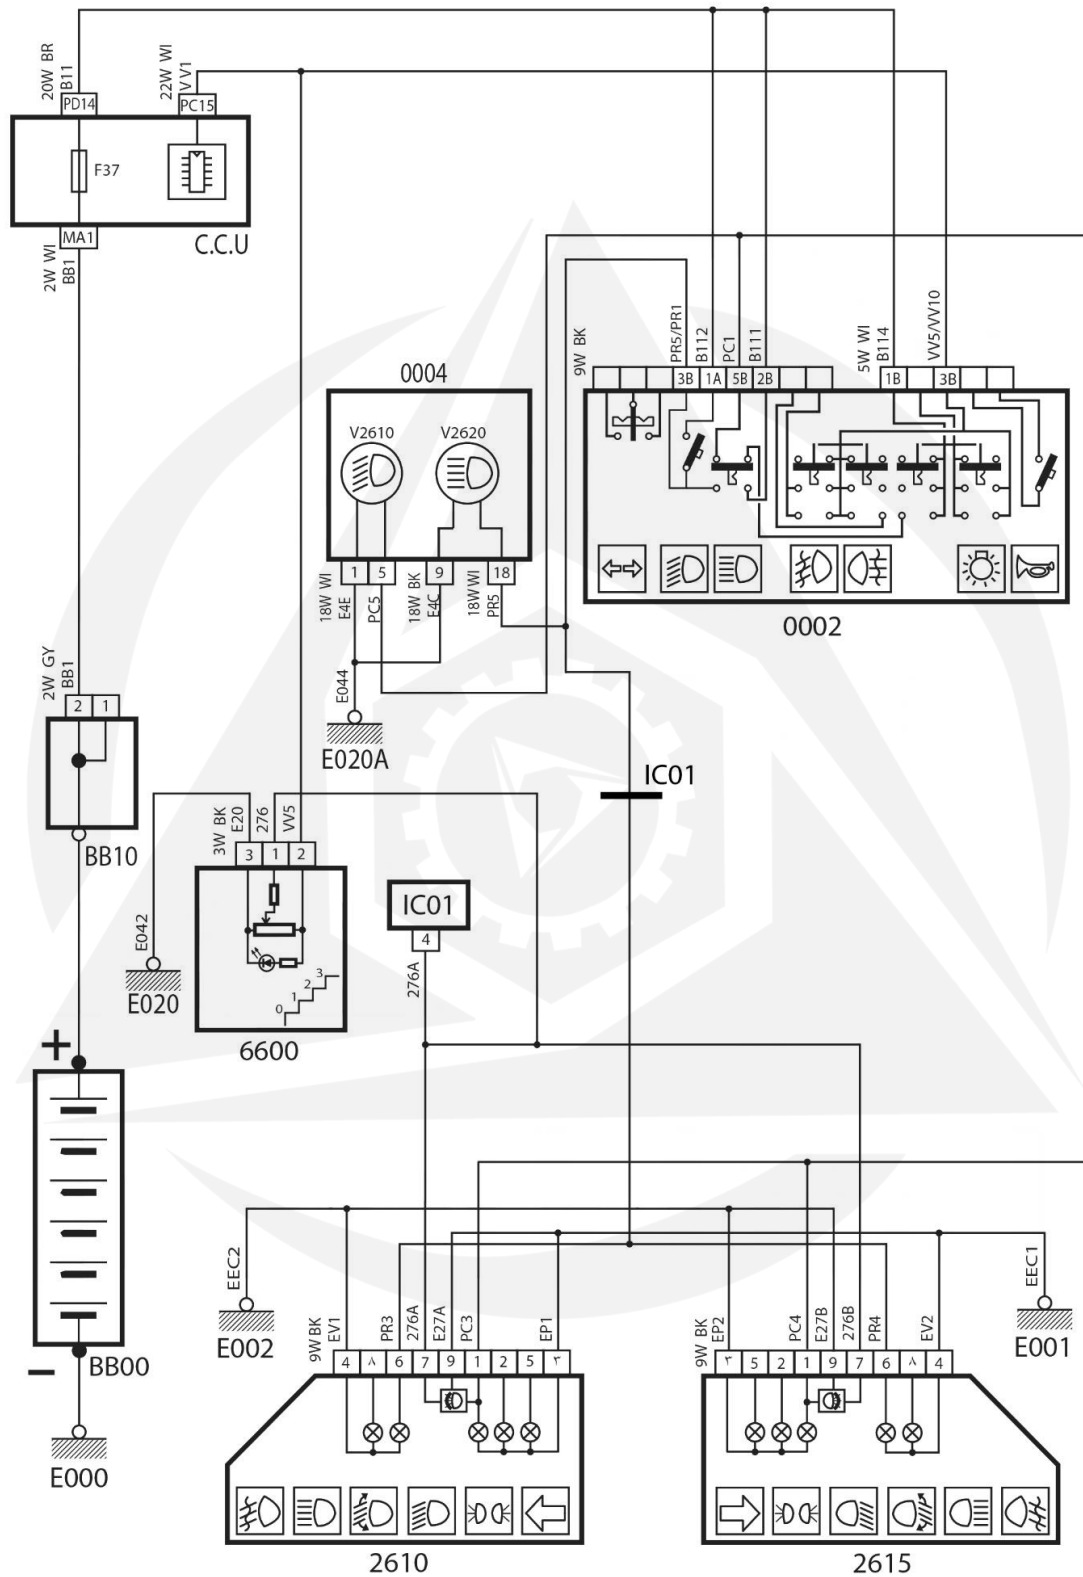 20W BR
B11
22W WI
VV1
PD14
PC15
F37
MA1
C.C.U
2W WI
BB1
9W BK
PR5/PR1
B112
PC1
B111
5W WI
B114
VV5/VV10
3B 1A 5B 2B
1B 3B
0004
V2610
V2620
0002
1 5 9 18
18W WI
E4E
PC5
18W BK
E4C
18W WI
PR5
E044
E020A
2W GY
BB1
2 1
BB10
IC01
3W BK
E20
276
VV5
3 1 2
E042
E020
0 1 2 3
6600
IC01
4
276A
+
BB00
−
E000
EEC2
E002
EEC1
E001
9W BK
EV1
PR3
276A
E27A
PC3
EP1
4 ۸ 6 7 9 1 2 5 ۳
2610
9W BK
EP2
PC4
E27B
276B
PR4
EV2
۳ 5 2 1 9 7 6 ۸ 4
2615